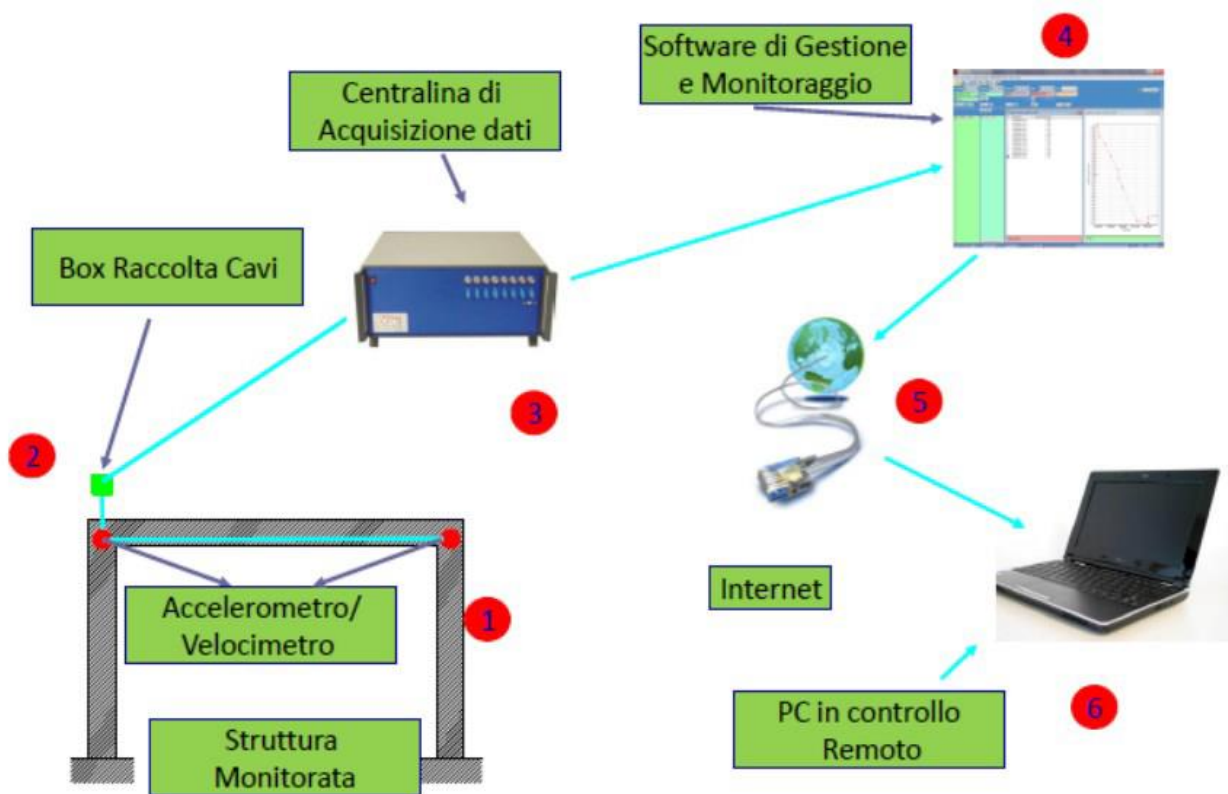 Software di Gestione
e Monitoraggio
4
Centralina di
Acquisizione dati
Box Raccolta Cavi
3
5
2
Accelerometro/
Velocimetro
1
Internet
Struttura
Monitorata
PC in controllo
Remoto
6